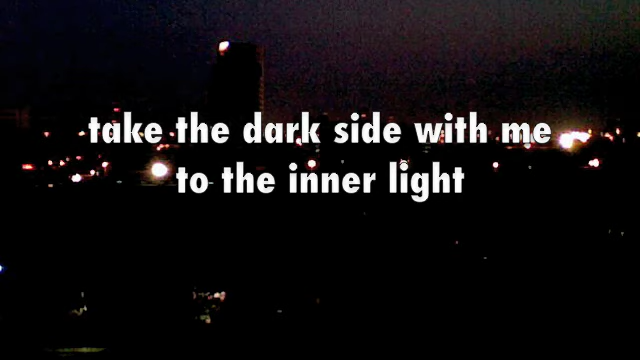 take the dark side with me
to the inner light